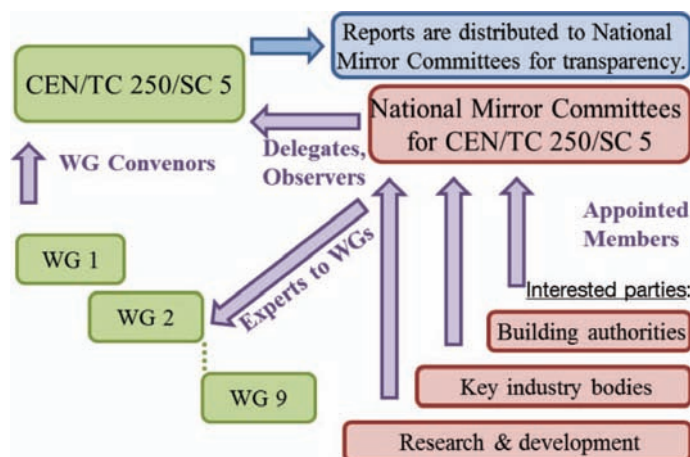 CEN/TC 250/SC 5
Reports are distributed to National
Mirror Committees for transparency.
National Mirror Committees
for CEN/TC 250/SC 5
WG Convenors
Delegates,
Observers
Appointed
Members
Experts to WGs
WG 1
WG 2
WG 9
Interested parties:
Building authorities
Key industry bodies
Research & development